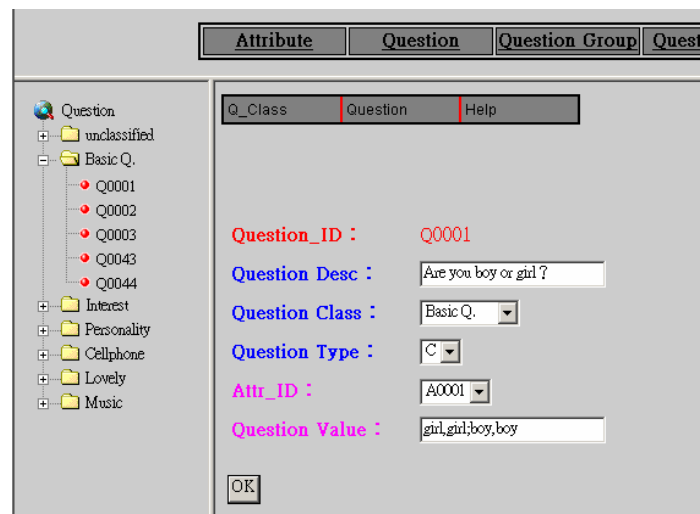 Attribute Question Question Group Quest
Question
unclassified
Basic Q.
Q0001
Q0002
Q0003
Q0043
Q0044
Interest
Personality
Cellphone
Lovely
Music
Q_Class Question Help
Question_ID： Q0001
Question Desc： Are you boy or girl？
Question Class： Basic Q.
Question Type： C
Attr_ID： A0001
Question Value： girl,girl;boy,boy
OK